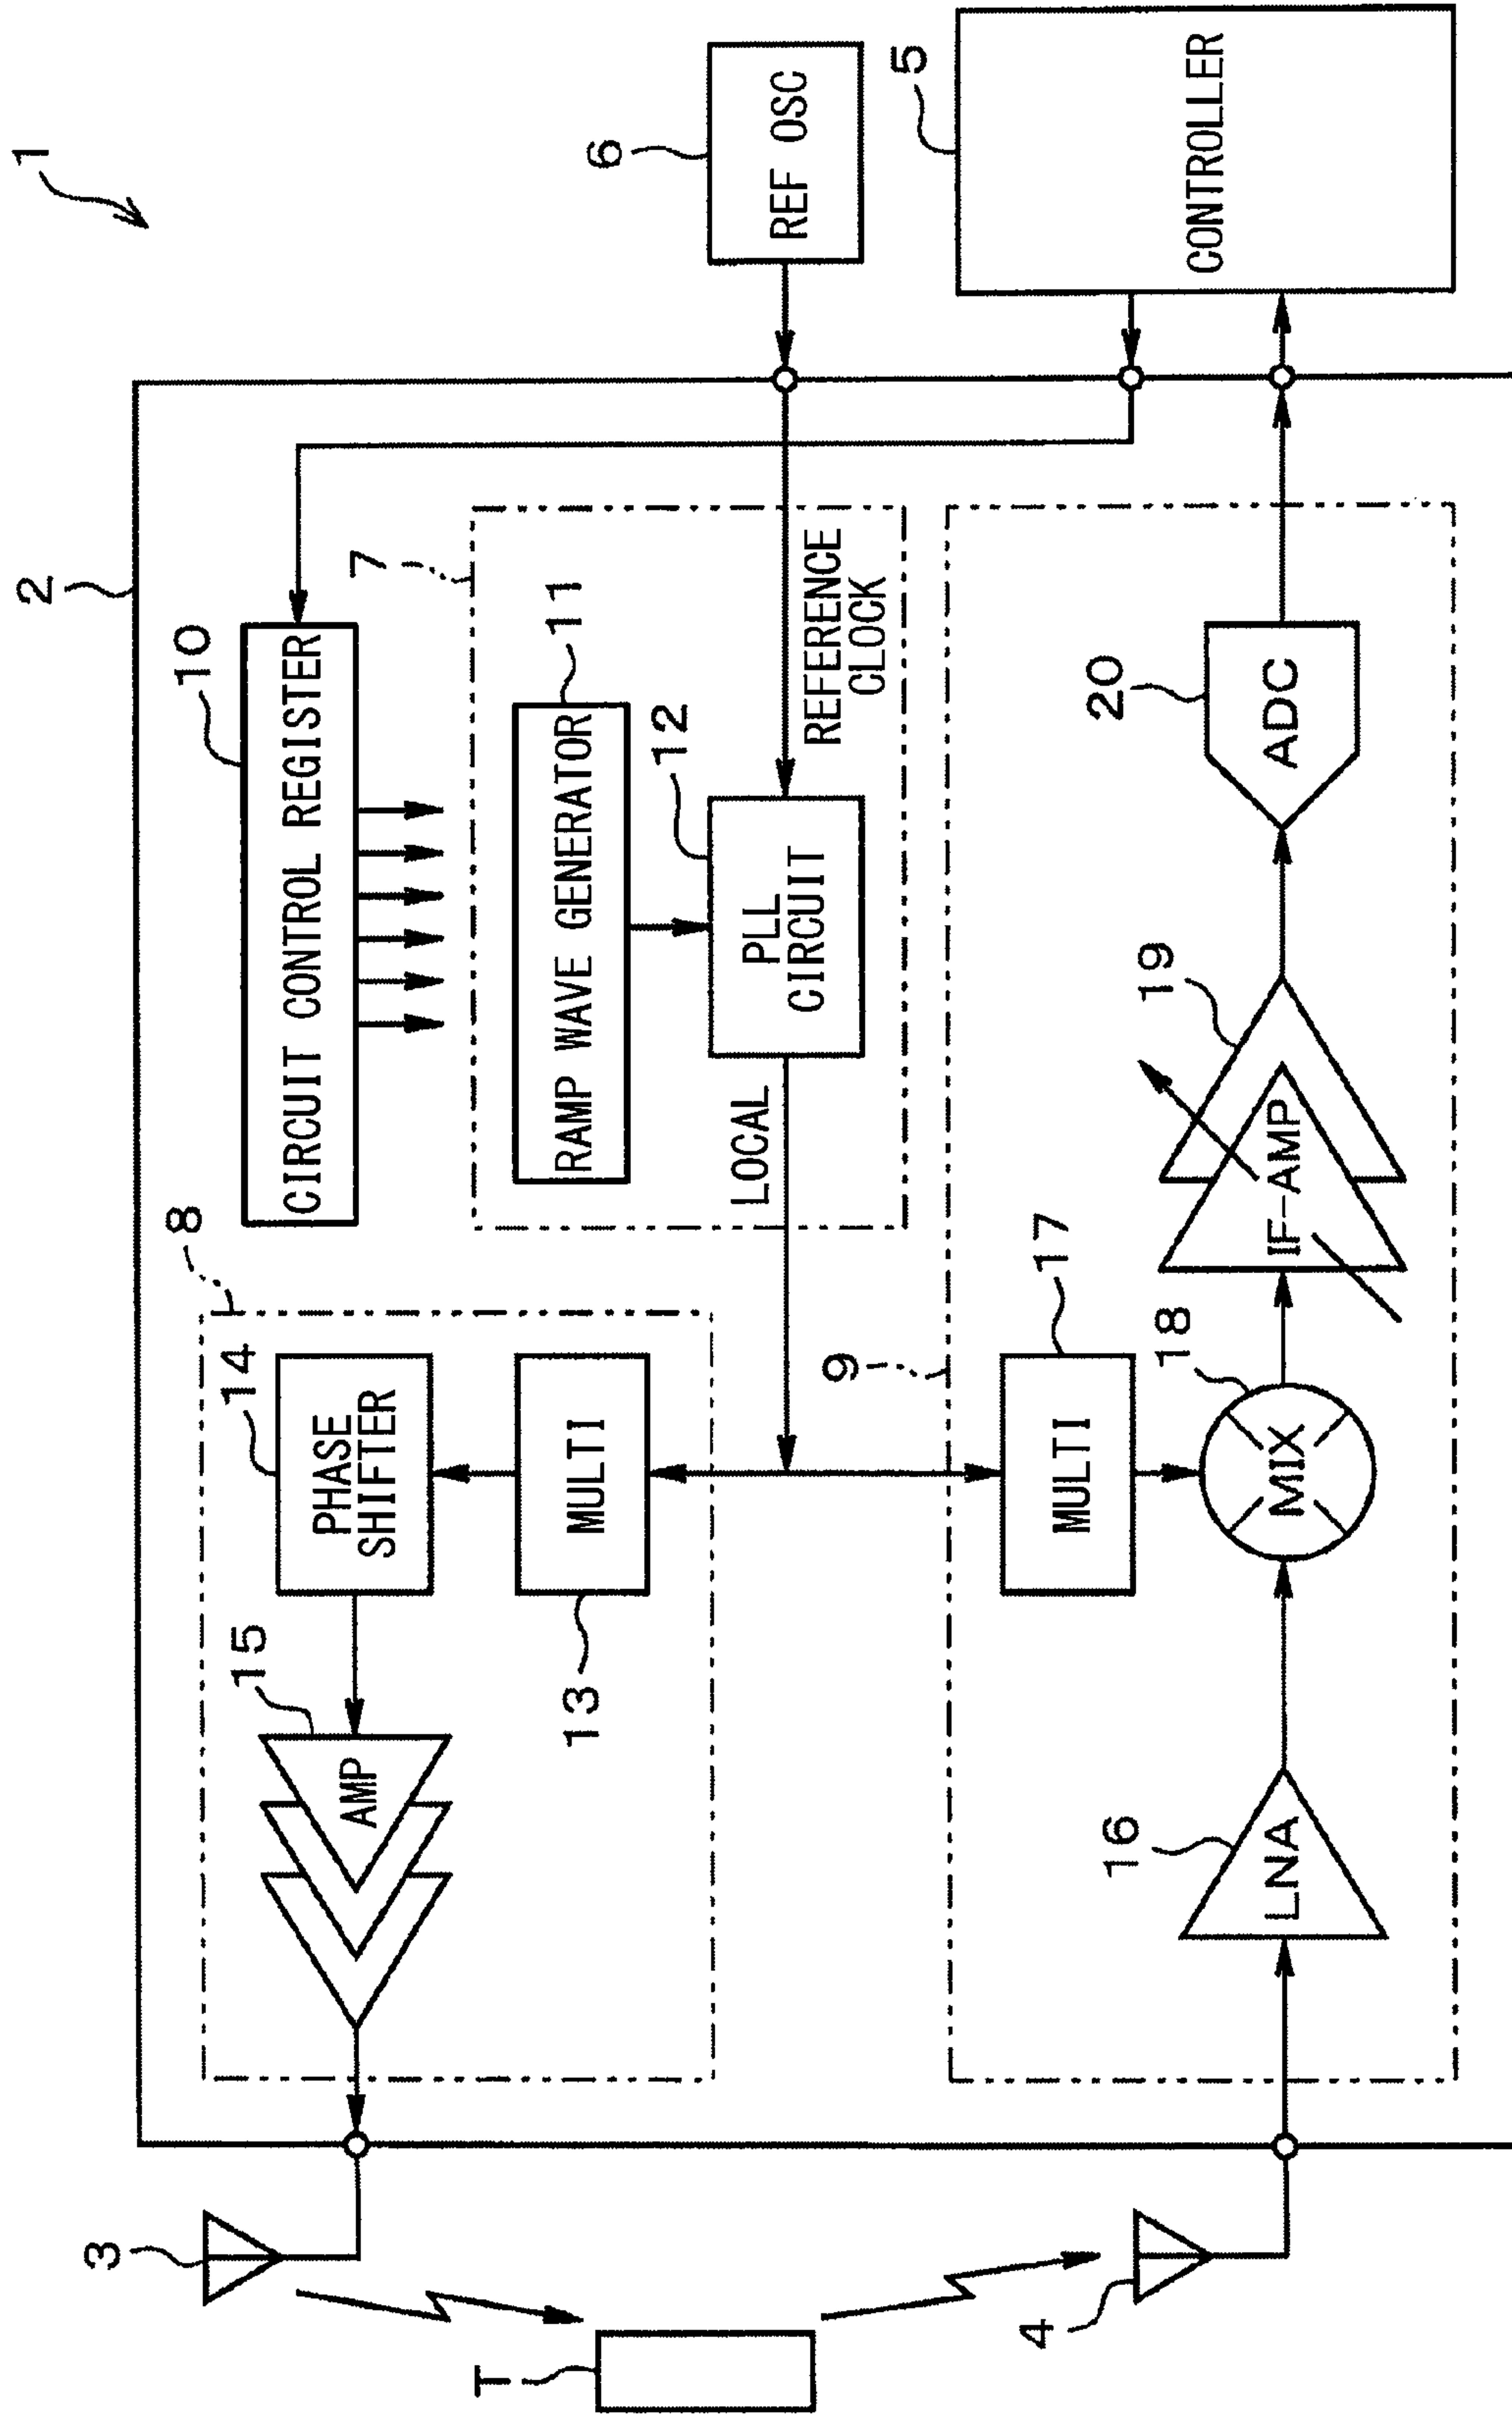 1
2
10
CIRCUIT CONTROL REGISTER
8
14
PHASE
SHIFTER
15
AMP
MULTI
13
7
RAMP WAVE GENERATOR
11
12
PLL
CIRCUIT
LOCAL
REFERENCE
CLOCK
6
REF OSC
5
CONTROLLER
9
17
MULTI
3
T
4
16
LNA
18
MIX
19
IF-AMP
20
ADC